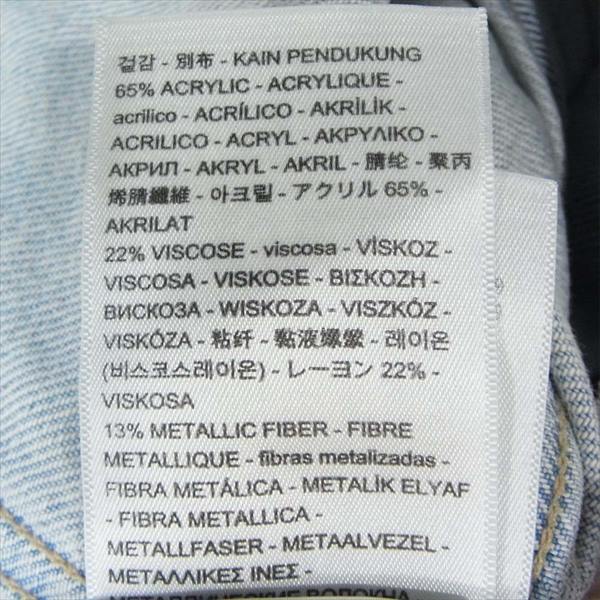 겉감 - 別布 - KAIN PENDUKUNG
65% ACRYLIC - ACRYLIQUE -
acrilico - ACRÍLICO - AKRİLİK -
ACRILICO - ACRYL - ΑΚΡΥΛΙΚΟ -
АКРИЛ - AKRYL - AKRIL - 腈纶 - 聚丙
烯腈纖維 - 아크릴 - アクリル 65% -
AKRILAT
22% VISCOSE - viscosa - VİSKOZ -
VISCOSA - VISKOSE - ΒΙΣΚΟΖΗ -
ВИСКОЗА - WISKOZA - VISZKÓZ -
VISKÓZA - 粘纤 - 黏液螺縈 - 레이온
(비스코스레이온) - レーヨン 22% -
VISKOSA
13% METALLIC FIBER - FIBRE
METALLIQUE - fibras metalizadas -
FIBRA METÁLICA - METALİK ELYAF
- FIBRA METALLICA -
METALLFASER - METAALVEZEL -
ΜΕΤΑΛΛΙΚΕΣ ΙΝΕΣ -
МЕТАЛЛИЧЕСКИЕ ВОЛОКНА